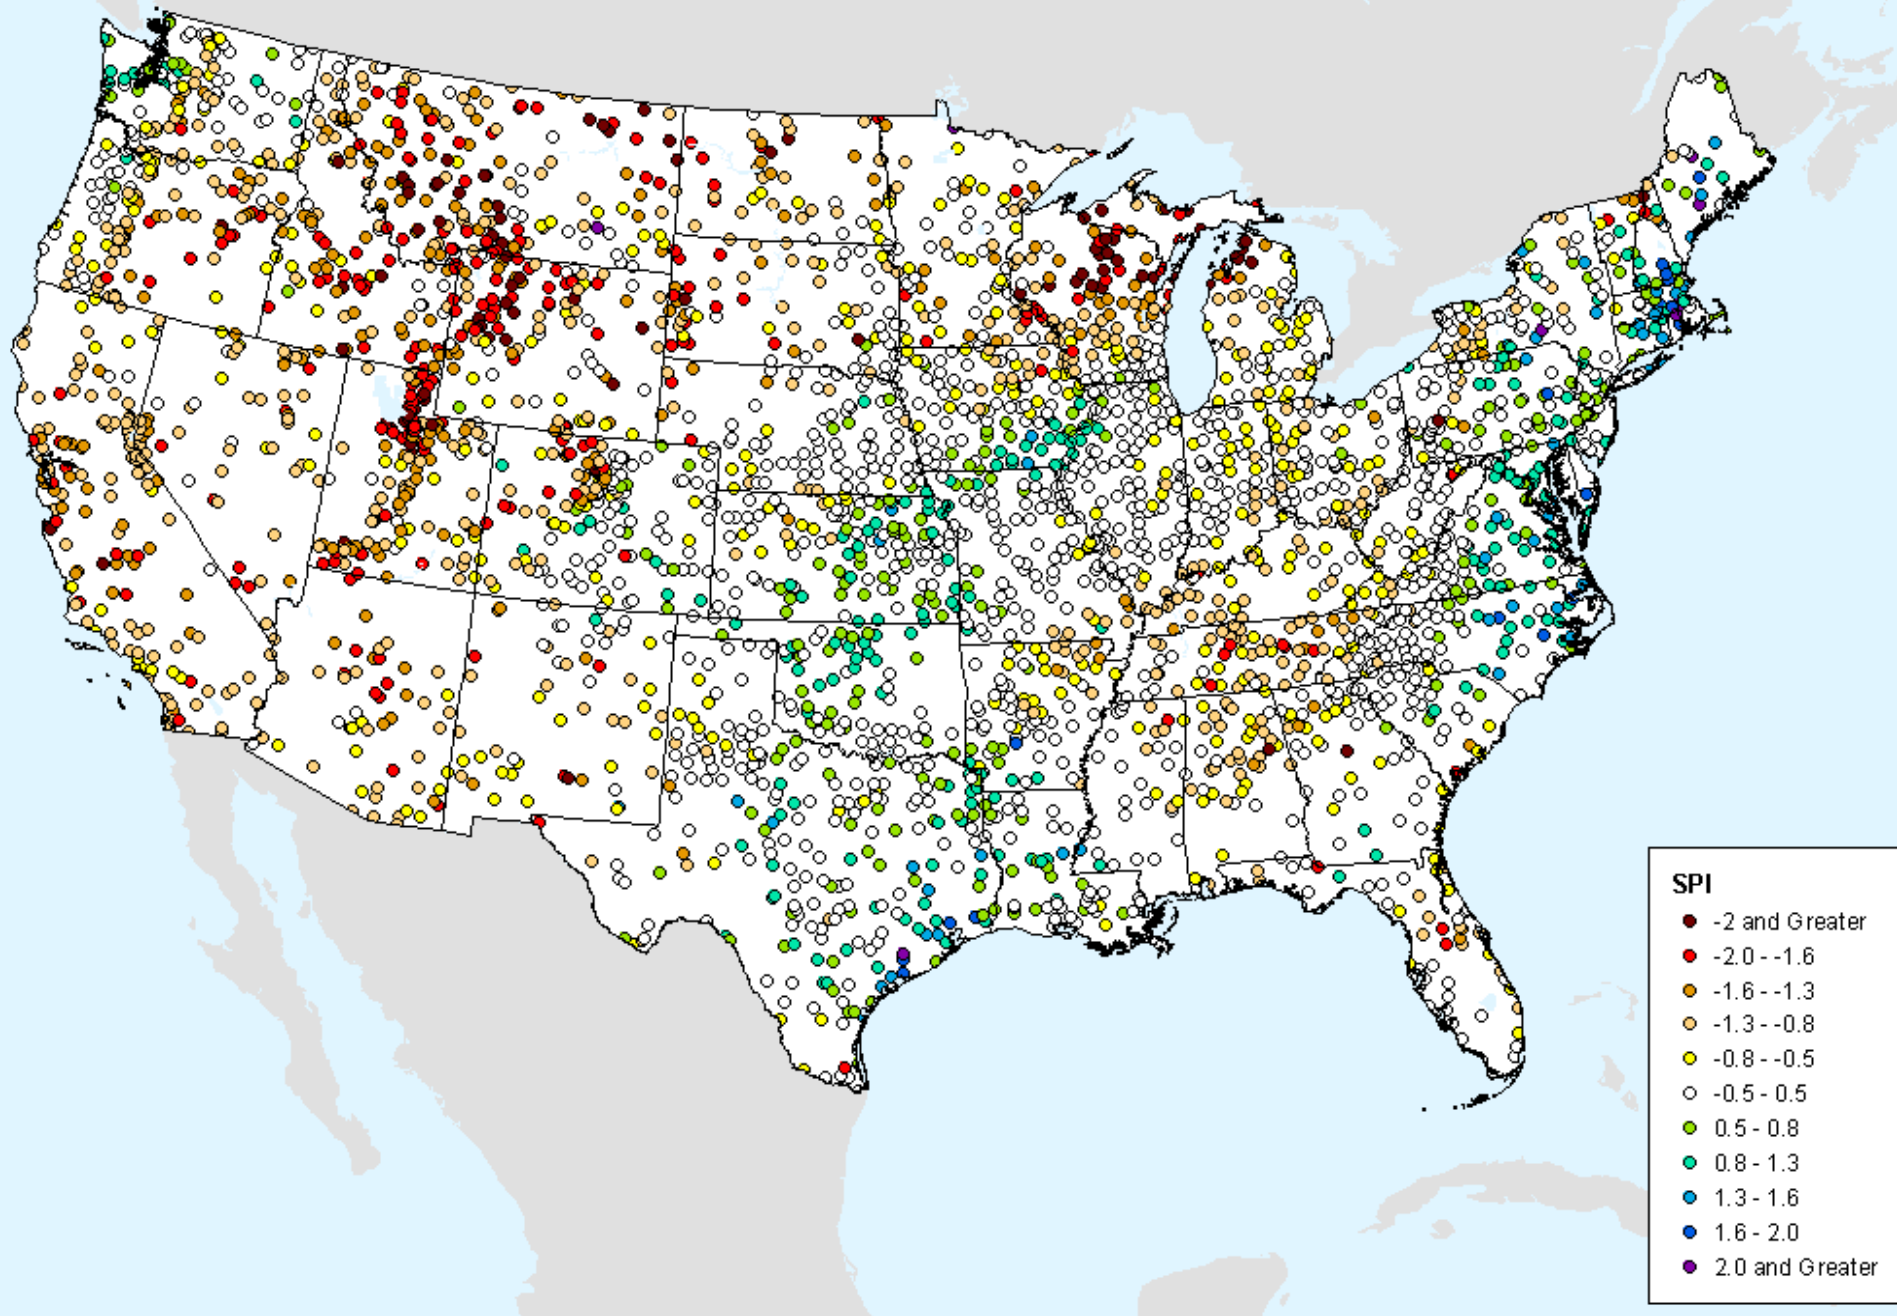 SPI
-2 and Greater
-2.0 - -1.6
-1.6 - -1.3
-1.3 - -0.8
-0.8 - -0.5
-0.5 - 0.5
0.5 - 0.8
0.8 - 1.3
1.3 - 1.6
1.6 - 2.0
2.0 and Greater